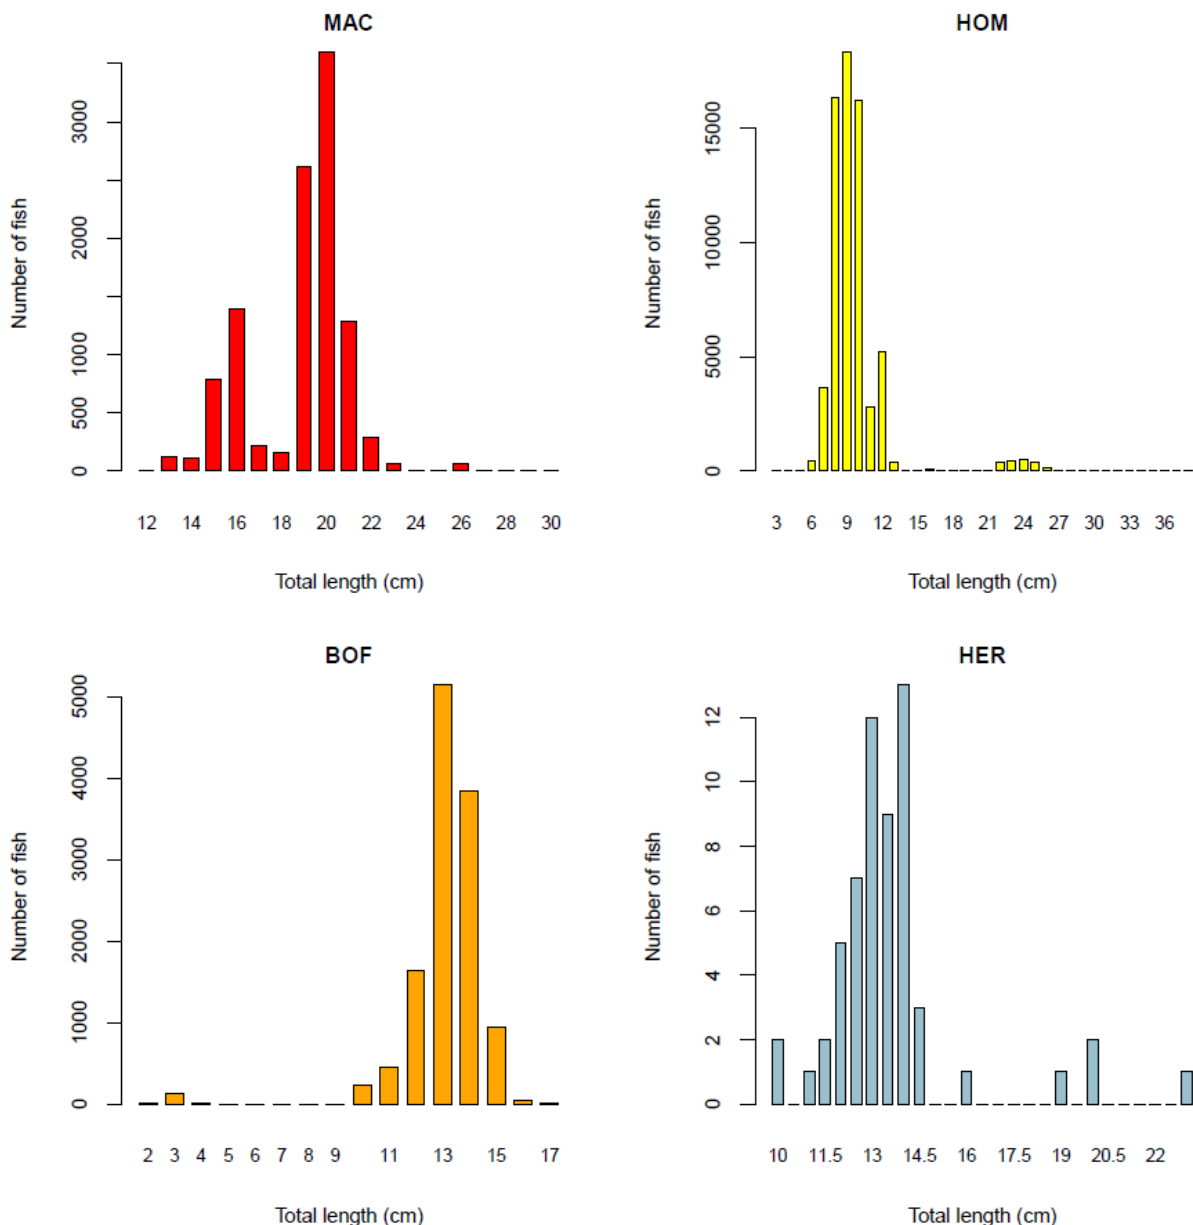 MAC
Number of fish
0 500 1000 2000 3000
12 14 16 18 20 22 24 26 28 30
Total length (cm)
HOM
Number of fish
0 5000 10000 15000
3 6 9 12 15 18 21 24 27 30 33 36
Total length (cm)
BOF
Number of fish
0 1000 2000 3000 4000 5000
2 3 4 5 6 7 8 9 11 13 15 17
Total length (cm)
HER
Number of fish
0 2 4 6 8 10 12
10 11.5 13 14.5 16 17.5 19 20.5 22
Total length (cm)